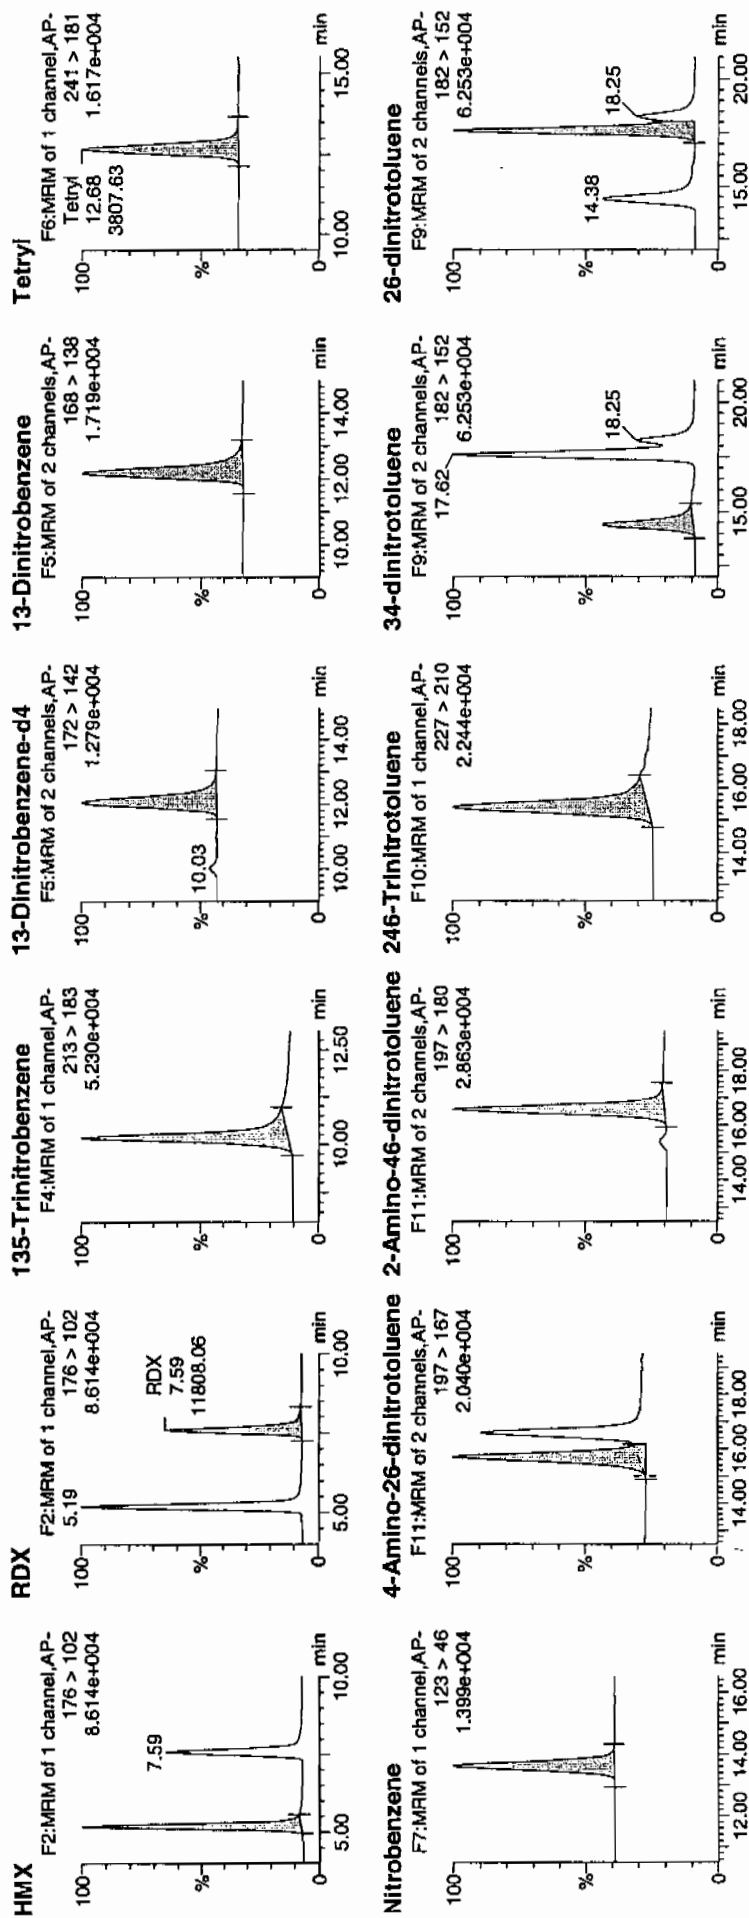 HMX
F2:MRM of 1 channel,AP-
176 > 102
8.614e+004
100
7.59
%
0
min
5.00
10.00
RDX
F2:MRM of 1 channel,AP-
176 > 102
8.614e+004
100
5.19
RDX
7.59
11808.06
%
0
min
5.00
10.00
135-Trinitrobenzene
F4:MRM of 1 channel,AP-
213 > 183
5.230e+004
100
%
0
min
10.00
12.50
13-Dinitrobenzene-d4
F5:MRM of 2 channels,AP-
172 > 142
1.279e+004
100
10.03
%
0
min
10.00
12.00
14.00
13-Dinitrobenzene
F5:MRM of 2 channels,AP-
168 > 138
1.719e+004
100
%
0
min
10.00
12.00
14.00
Tetryl
F6:MRM of 1 channel,AP-
241 > 181
1.617e+004
100
Tetryl
12.68
3807.63
%
0
min
10.00
15.00
Nitrobenzene
F7:MRM of 1 channel,AP-
123 > 46
1.399e+004
100
%
0
min
12.00
14.00
16.00
4-Amino-26-dinitrotoluene
F11:MRM of 2 channels,AP-
197 > 167
2.040e+004
100
%
0
min
14.00
16.00
18.00
2-Amino-46-dinitrotoluene
F11:MRM of 2 channels,AP-
197 > 180
2.863e+004
100
%
0
min
14.00
16.00
18.00
246-Trinitrotoluene
F10:MRM of 1 channel,AP-
227 > 210
2.244e+004
100
%
0
min
14.00
16.00
18.00
34-dinitrotoluene
F9:MRM of 2 channels,AP-
182 > 152
6.253e+004
100
17.62
18.25
%
0
min
15.00
20.00
26-dinitrotoluene
F9:MRM of 2 channels,AP-
182 > 152
6.253e+004
100
14.38
18.25
%
0
min
15.00
20.00